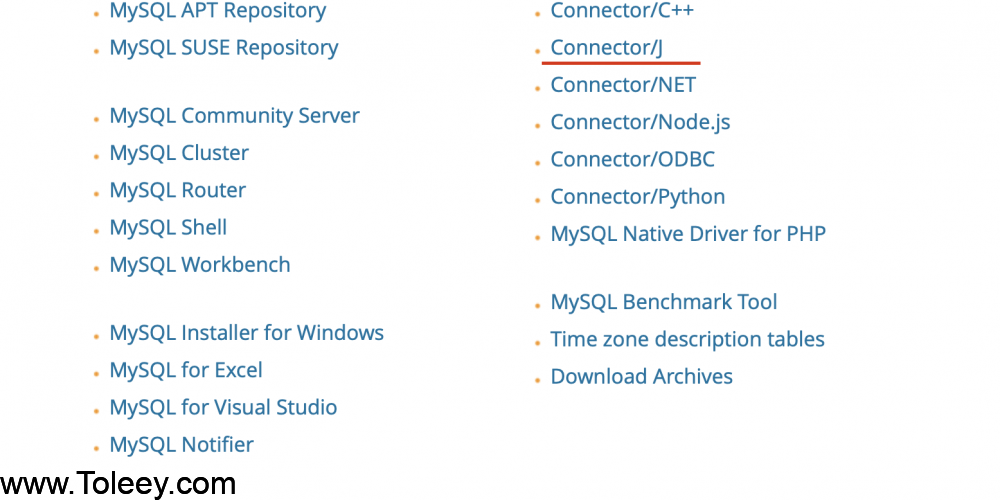 MySQL APT Repository
MySQL SUSE Repository
MySQL Community Server
MySQL Cluster
MySQL Router
MySQL Shell
MySQL Workbench
MySQL Installer for Windows
MySQL for Excel
MySQL for Visual Studio
MySQL Notifier
Connector/C++
Connector/J
Connector/NET
Connector/Node.js
Connector/ODBC
Connector/Python
MySQL Native Driver for PHP
MySQL Benchmark Tool
Time zone description tables
Download Archives
www.Toleey.com